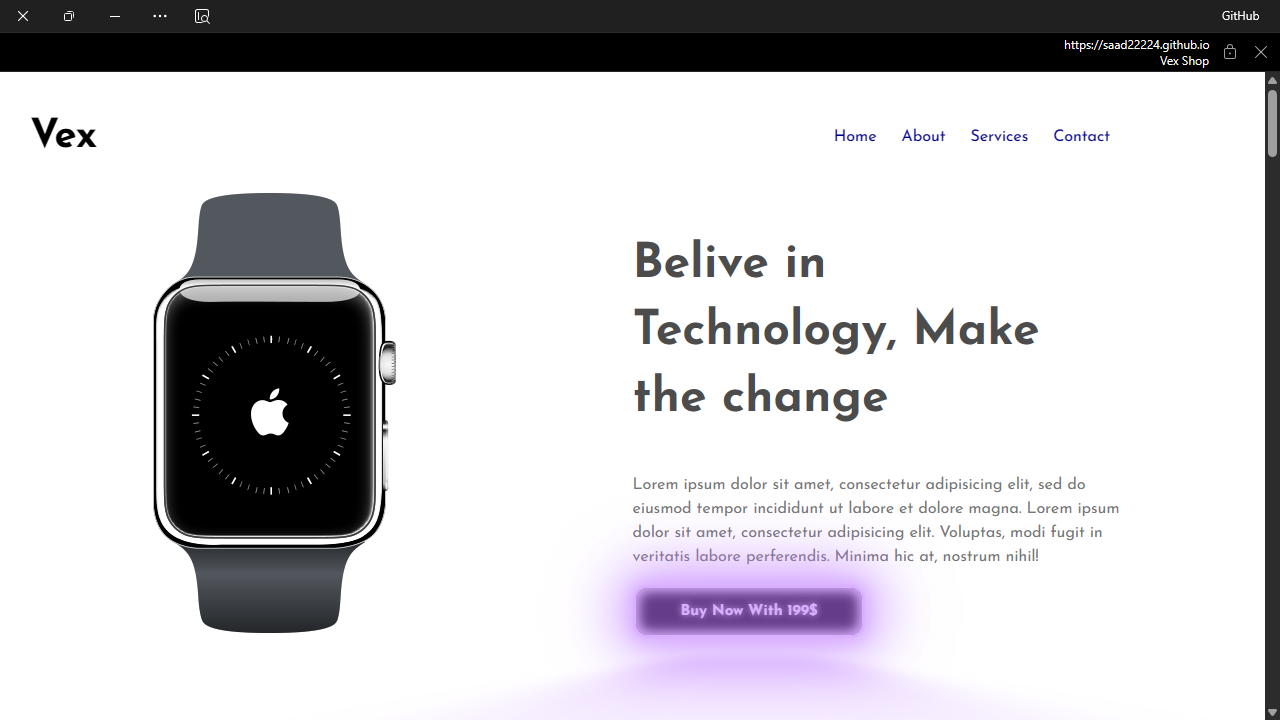 GitHub
https://saad22224.github.io
Vex Shop
Vex
Home About Services Contact
Belive in
Technology, Make
the change
Lorem ipsum dolor sit amet, consectetur adipisicing elit, sed do
eiusmod tempor incididunt ut labore et dolore magna. Lorem ipsum
dolor sit amet, consectetur adipisicing elit. Voluptas, modi fugit in
veritatis labore perferendis. Minima hic at, nostrum nihil!
Buy Now With 199$